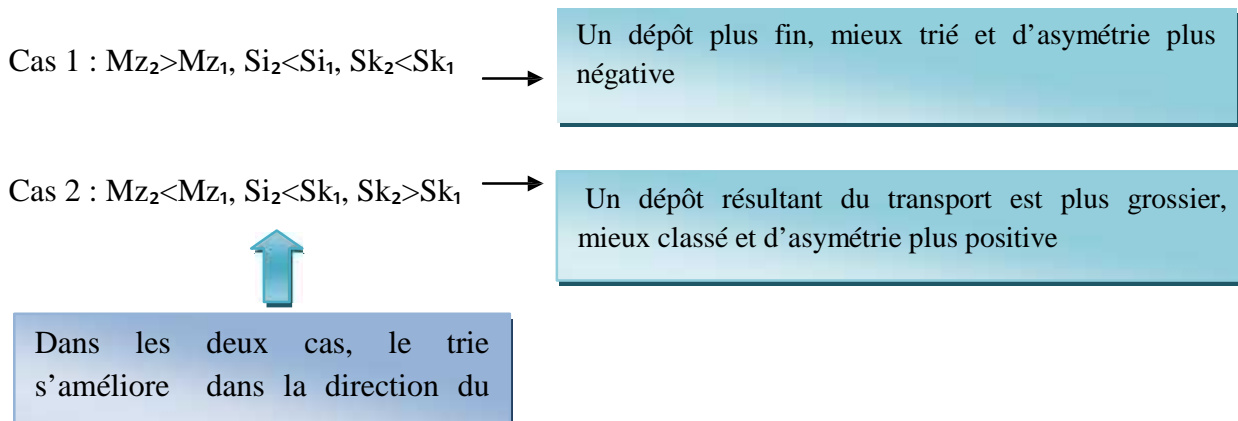 Cas 1 : Mz₂>Mz₁, Si₂<Si₁, Sk₂<Sk₁
Un dépôt plus fin, mieux trié et d'asymétrie plus
négative
Cas 2 : Mz₂<Mz₁, Si₂<Sk₁, Sk₂>Sk₁
Un dépôt résultant du transport est plus grossier,
mieux classé et d'asymétrie plus positive
Dans les deux cas, le trie
s'améliore dans la direction du